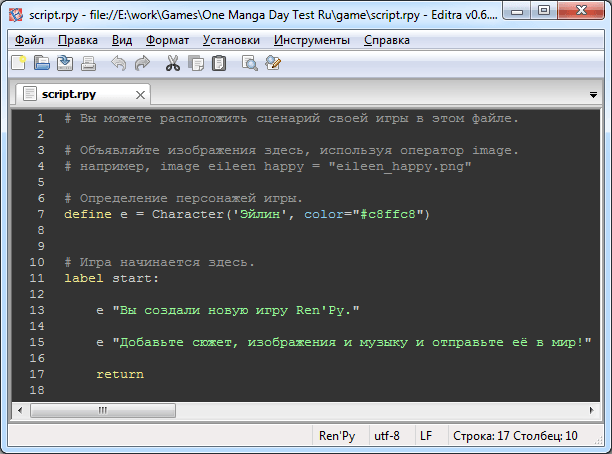 script.rpy - file://E:\work\Games\One Manga Day Test Ru\game\script.rpy - Editra v0.6....
Файл Правка Вид Формат Установки Инструменты Справка
script.rpy
1 # Вы можете расположить сценарий своей игры в этом файле.
2
3 # Объявляйте изображения здесь, используя оператор image.
4 # например, image eileen happy = "eileen_happy.png"
5
6 # Определение персонажей игры.
7 define e = Character('Эйлин', color="#c8ffc8")
8
9
10 # Игра начинается здесь.
11 label start:
12
13 e "Вы создали новую игру Ren'Py."
14
15 e "Добавьте сюжет, изображения и музыку и отправьте её в мир!"
16
17 return
18
Ren'Py utf-8 LF Строка: 17 Столбец: 10